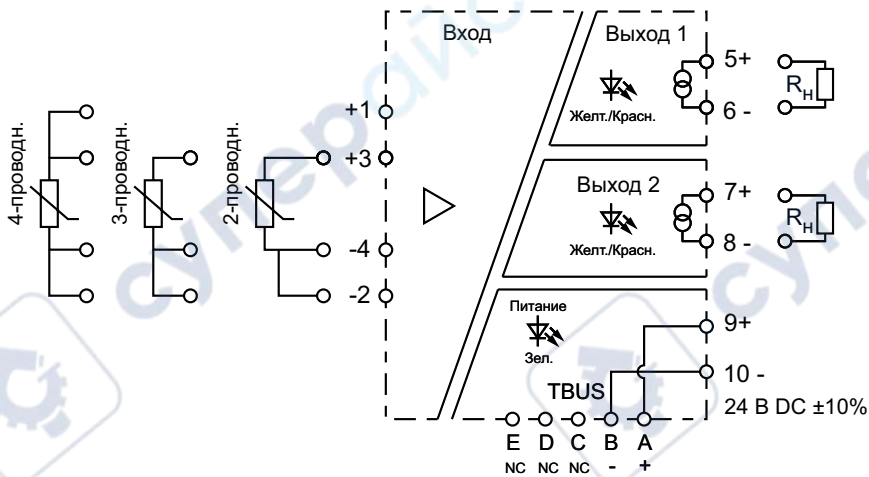 Вход
Выход 1
Желт./Красн.
5+
6 -
RН
Выход 2
Желт./Красн.
7+
8 -
RН
4-проводн.
3-проводн.
2-проводн.
+1
+3
-4
-2
Питание
Зел.
9+
10 -
24 В DC ±10%
TBUS
E D C B A
NC NC NC - +
суперайс